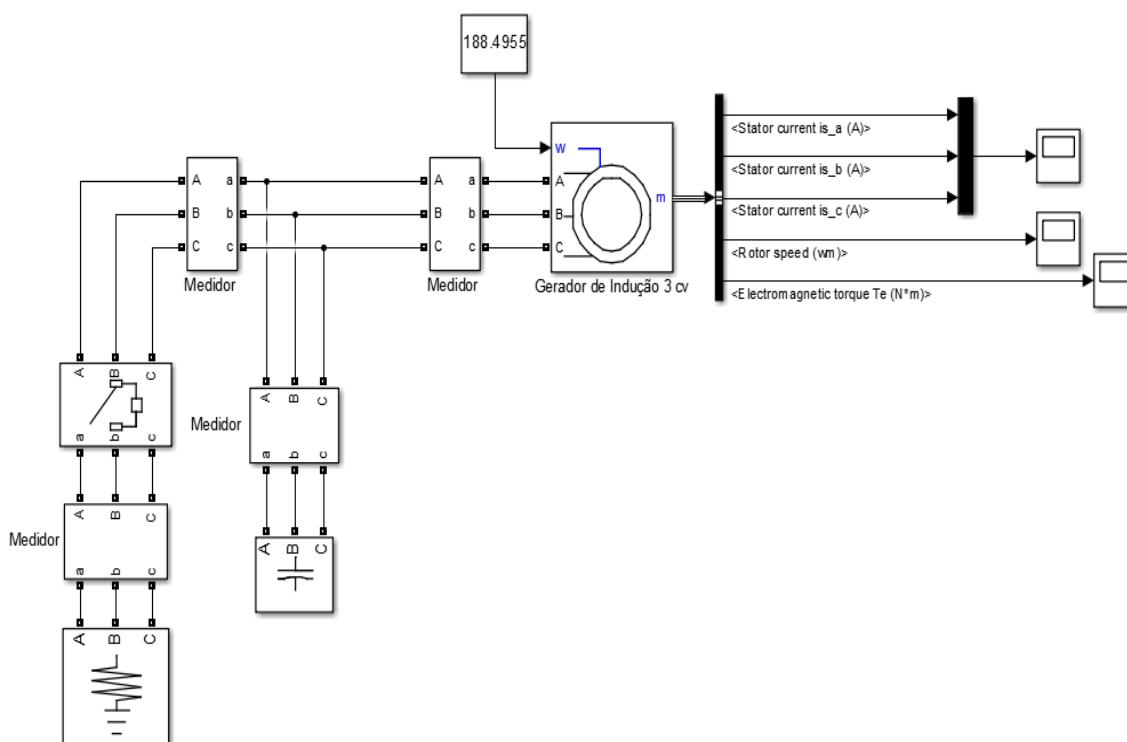 188.4955
<Stator current is_a (A)>
W
A a A a A
m
<Stator current is_b (A)>
B b B b B
<Stator current is_c (A)>
C c C c C
<Rotor speed (wm)>
Medidor
Medidor
Gerador de Indução 3 cv
<Electromagnetic torque Te (N*m)>
A B C
a b c
A B C
Medidor
a b c
A B C
Medidor
a b c
A B C
A B C